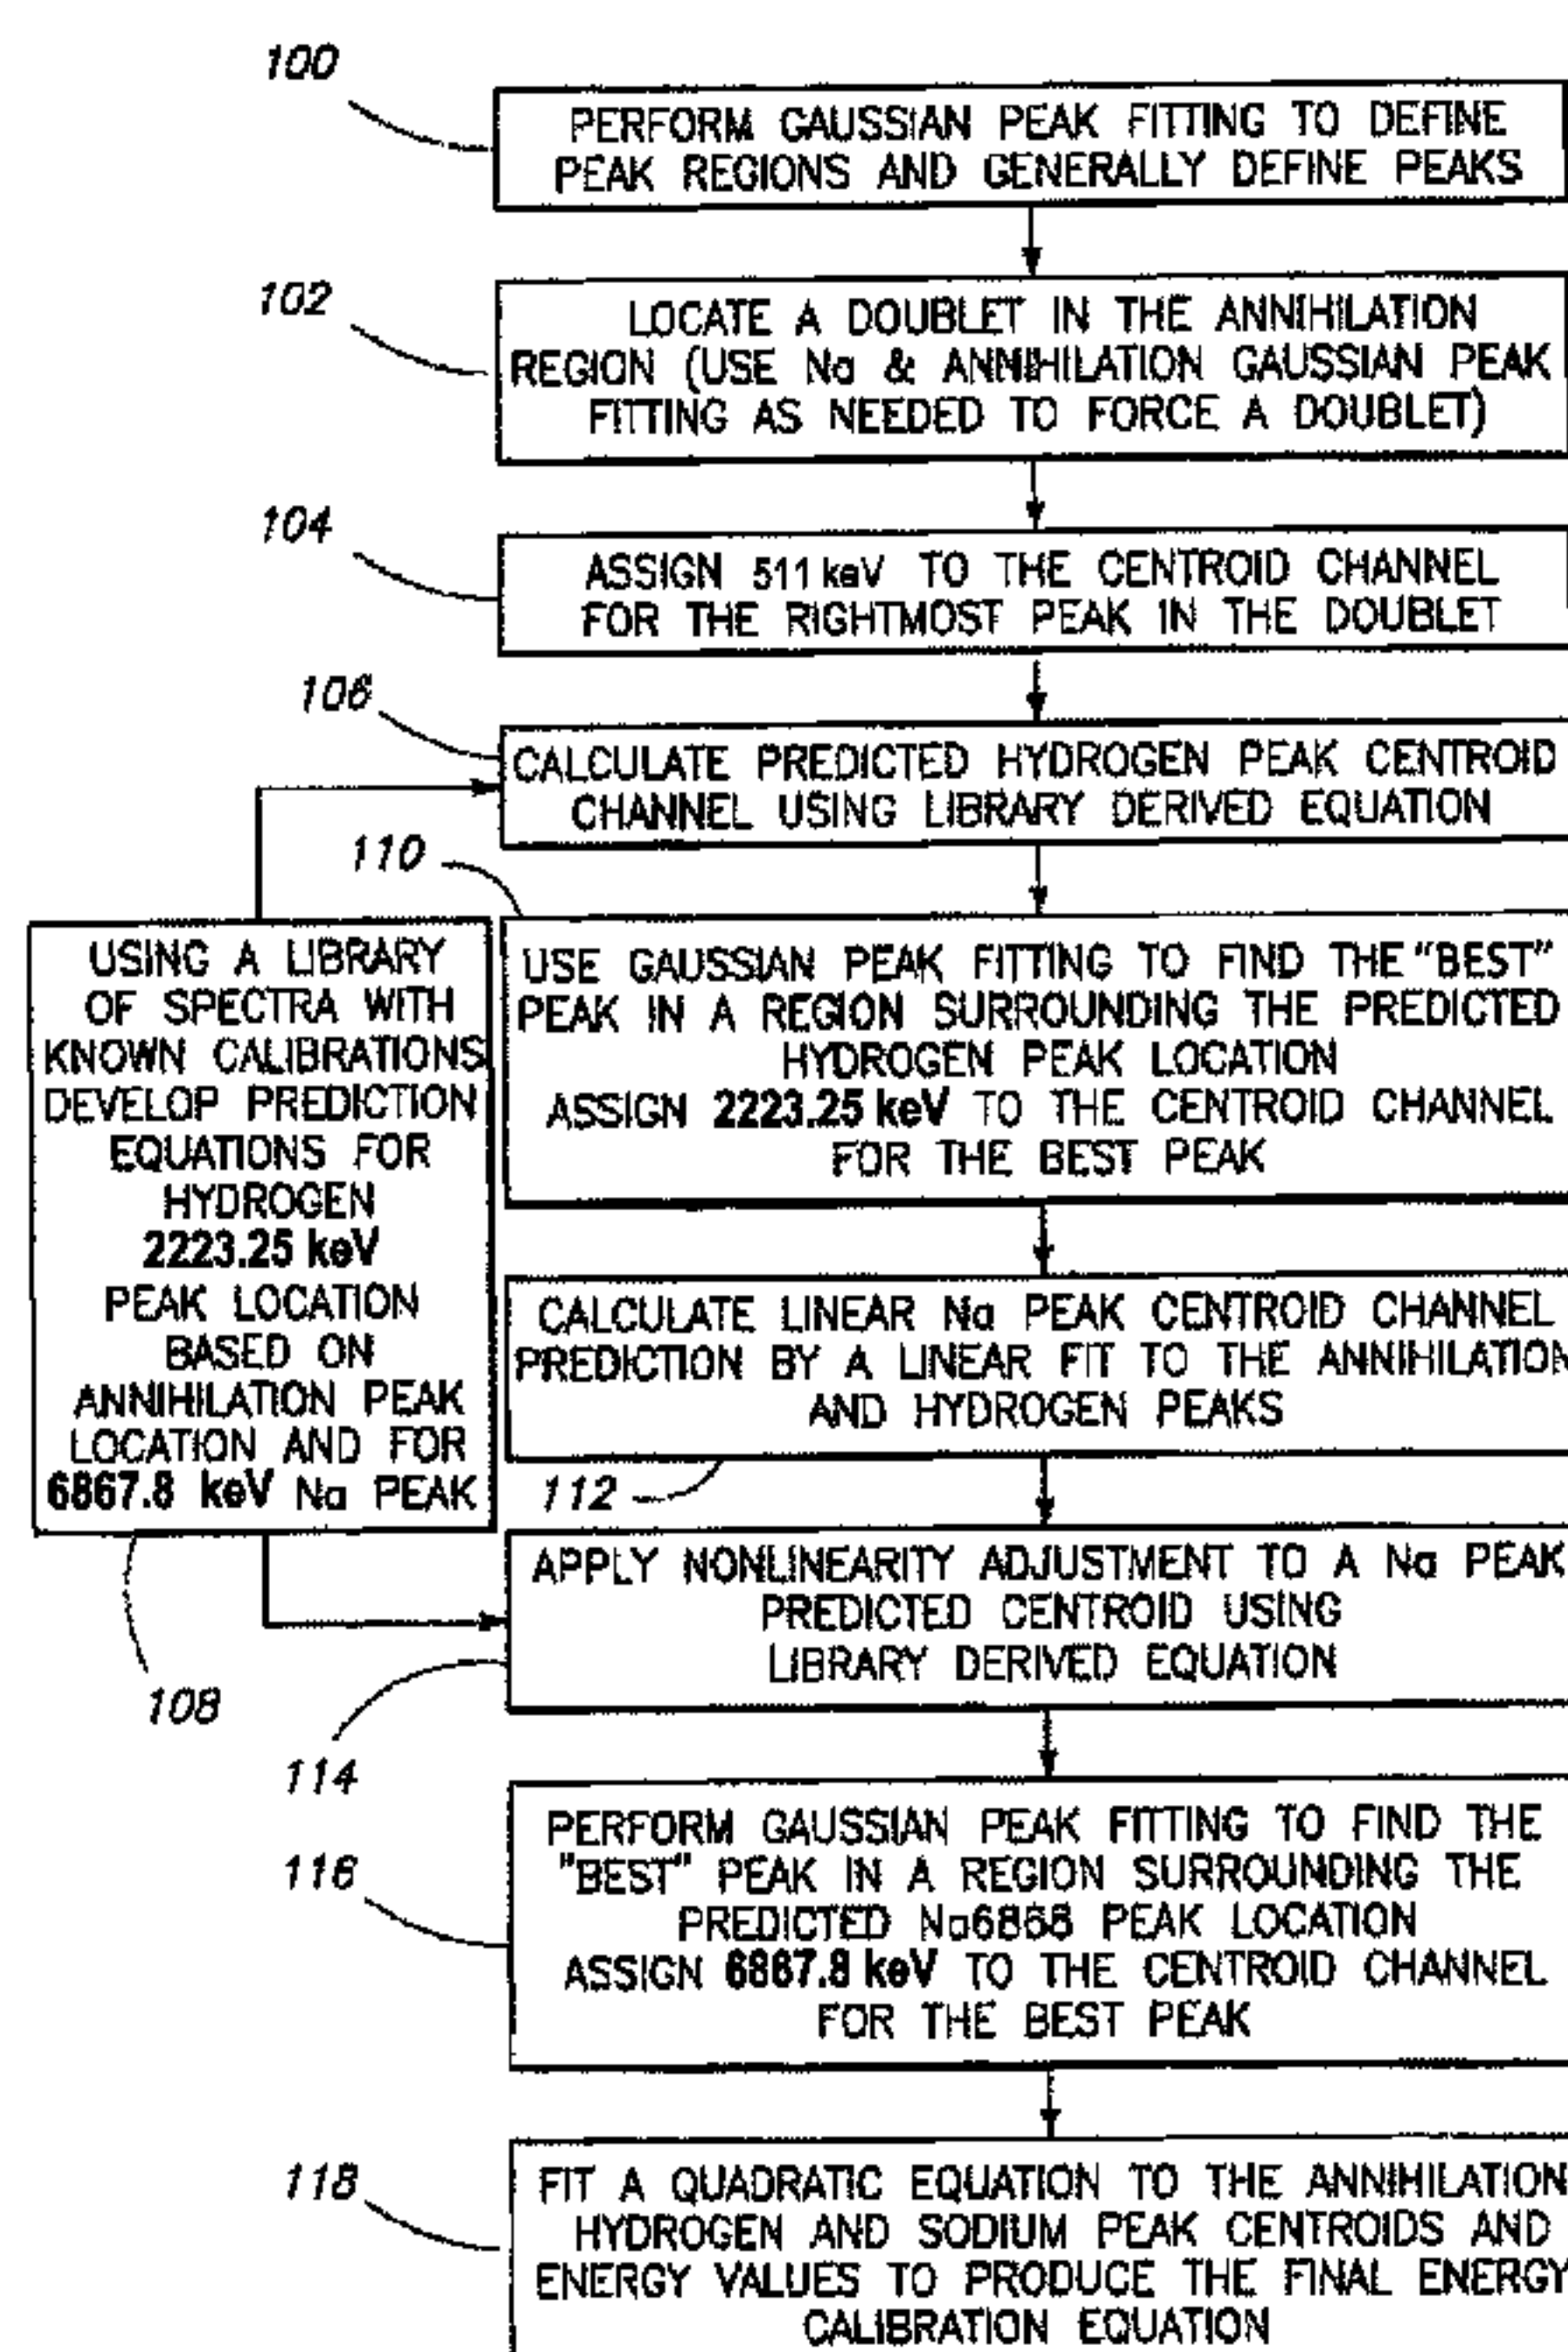 100
PERFORM GAUSSIAN PEAK FITTING TO DEFINE
PEAK REGIONS AND GENERALLY DEFINE PEAKS
102
LOCATE A DOUBLET IN THE ANNIHILATION
REGION (USE Na & ANNIHILATION GAUSSIAN PEAK
FITTING AS NEEDED TO FORCE A DOUBLET)
104
ASSIGN 511 keV TO THE CENTROID CHANNEL
FOR THE RIGHTMOST PEAK IN THE DOUBLET
106
CALCULATE PREDICTED HYDROGEN PEAK CENTROID
CHANNEL USING LIBRARY DERIVED EQUATION
110
USE GAUSSIAN PEAK FITTING TO FIND THE "BEST"
PEAK IN A REGION SURROUNDING THE PREDICTED
HYDROGEN PEAK LOCATION
ASSIGN 2223.25 keV TO THE CENTROID CHANNEL
FOR THE BEST PEAK
USING A LIBRARY
OF SPECTRA WITH
KNOWN CALIBRATIONS
DEVELOP PREDICTION
EQUATIONS FOR
HYDROGEN
2223.25 keV
PEAK LOCATION
BASED ON
ANNIHILATION PEAK
LOCATION AND FOR
6867.8 keV Na PEAK
108
CALCULATE LINEAR Na PEAK CENTROID CHANNEL
PREDICTION BY A LINEAR FIT TO THE ANNIHILATION
AND HYDROGEN PEAKS
112
APPLY NONLINEARITY ADJUSTMENT TO A Na PEAK
PREDICTED CENTROID USING
LIBRARY DERIVED EQUATION
114
PERFORM GAUSSIAN PEAK FITTING TO FIND THE
"BEST" PEAK IN A REGION SURROUNDING THE
PREDICTED Na6868 PEAK LOCATION
ASSIGN 6867.8 keV TO THE CENTROID CHANNEL
FOR THE BEST PEAK
116
118
FIT A QUADRATIC EQUATION TO THE ANNIHILATION
HYDROGEN AND SODIUM PEAK CENTROIDS AND
ENERGY VALUES TO PRODUCE THE FINAL ENERGY
CALIBRATION EQUATION